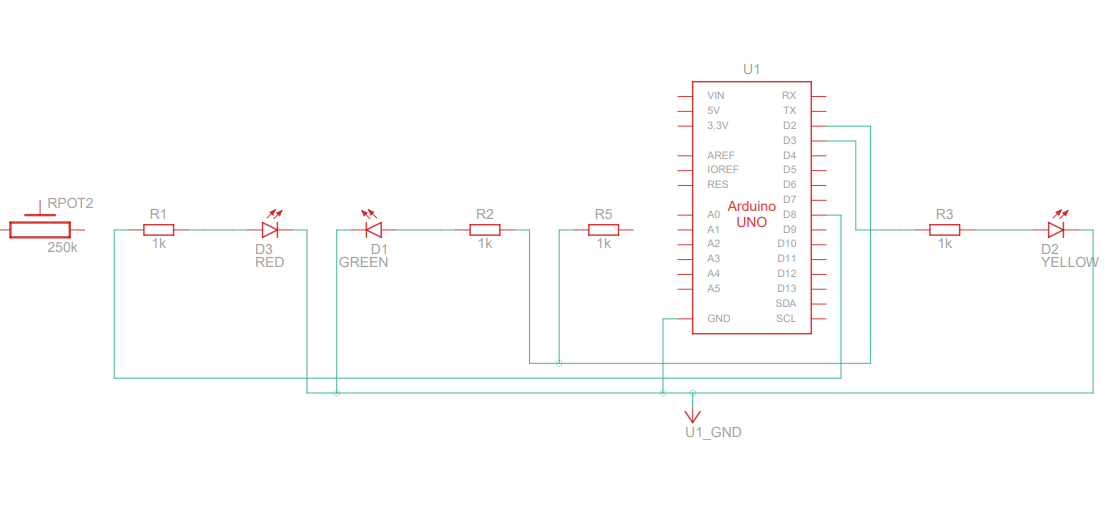 U1
VIN
RX
5V
TX
3.3V
D2
D3
AREF
D4
IOREF
D5
RES
D6
D7
Arduino
UNO
A0
D8
A1
D9
A2
D10
A3
D11
A4
D12
A5
D13
SDA
GND
SCL
RPOT2
250k
R1
1k
D3
RED
D1
GREEN
R2
1k
R5
1k
R3
1k
D2
YELLOW
U1_GND